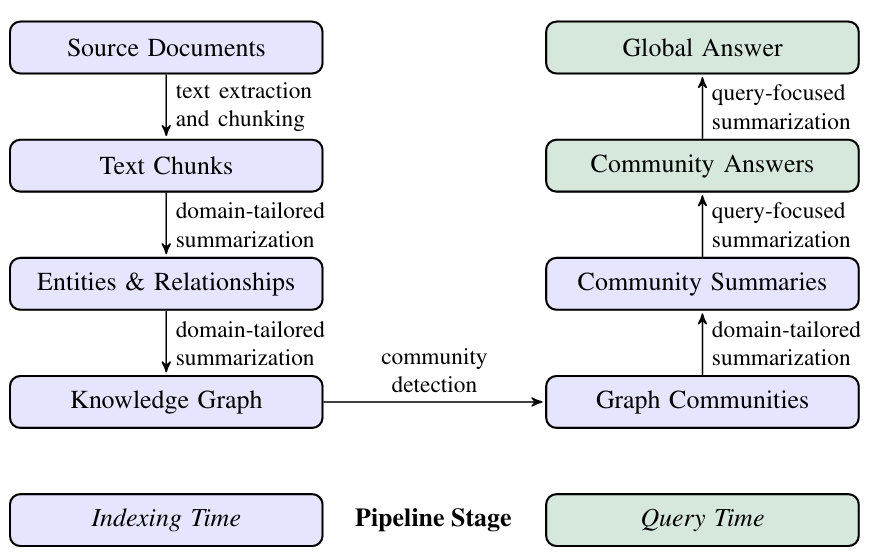 Source Documents
text extraction
and chunking
Text Chunks
domain-tailored
summarization
Entities & Relationships
domain-tailored
summarization
Knowledge Graph
community
detection
Graph Communities
domain-tailored
summarization
Community Summaries
query-focused
summarization
Community Answers
query-focused
summarization
Global Answer
Indexing Time
Pipeline Stage
Query Time